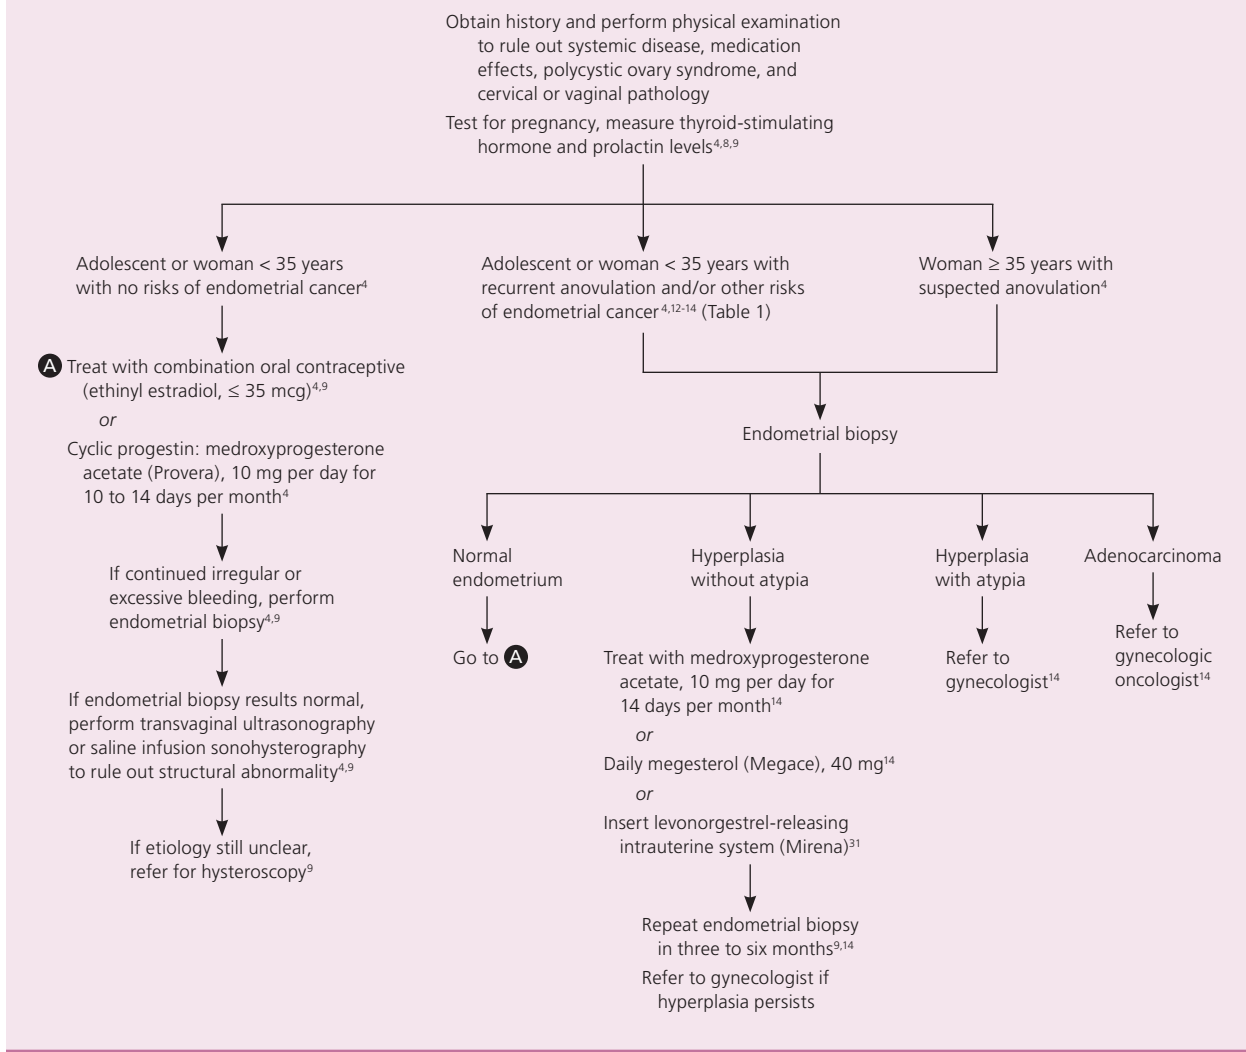 Obtain history and perform physical examination
to rule out systemic disease, medication
effects, polycystic ovary syndrome, and
cervical or vaginal pathology
Test for pregnancy, measure thyroid-stimulating
hormone and prolactin levels4,8,9
Adolescent or woman < 35 years
with no risks of endometrial cancer4
A Treat with combination oral contraceptive
(ethinyl estradiol, ≤ 35 mcg)4,9
or
Cyclic progestin: medroxyprogesterone
acetate (Provera), 10 mg per day for
10 to 14 days per month4
If continued irregular or
excessive bleeding, perform
endometrial biopsy4,9
If endometrial biopsy results normal,
perform transvaginal ultrasonography
or saline infusion sonohysterography
to rule out structural abnormality4,9
If etiology still unclear,
refer for hysteroscopy9
Adolescent or woman < 35 years with
recurrent anovulation and/or other risks
of endometrial cancer4,12-14 (Table 1)
Woman ≥ 35 years with
suspected anovulation4
Endometrial biopsy
Normal
endometrium
Go to A
Hyperplasia
without atypia
Treat with medroxyprogesterone
acetate, 10 mg per day for
14 days per month14
or
Daily megesterol (Megace), 40 mg14
or
Insert levonorgestrel-releasing
intrauterine system (Mirena)31
Repeat endometrial biopsy
in three to six months9,14
Refer to gynecologist if
hyperplasia persists
Hyperplasia
with atypia
Refer to
gynecologist14
Adenocarcinoma
Refer to
gynecologic
oncologist14